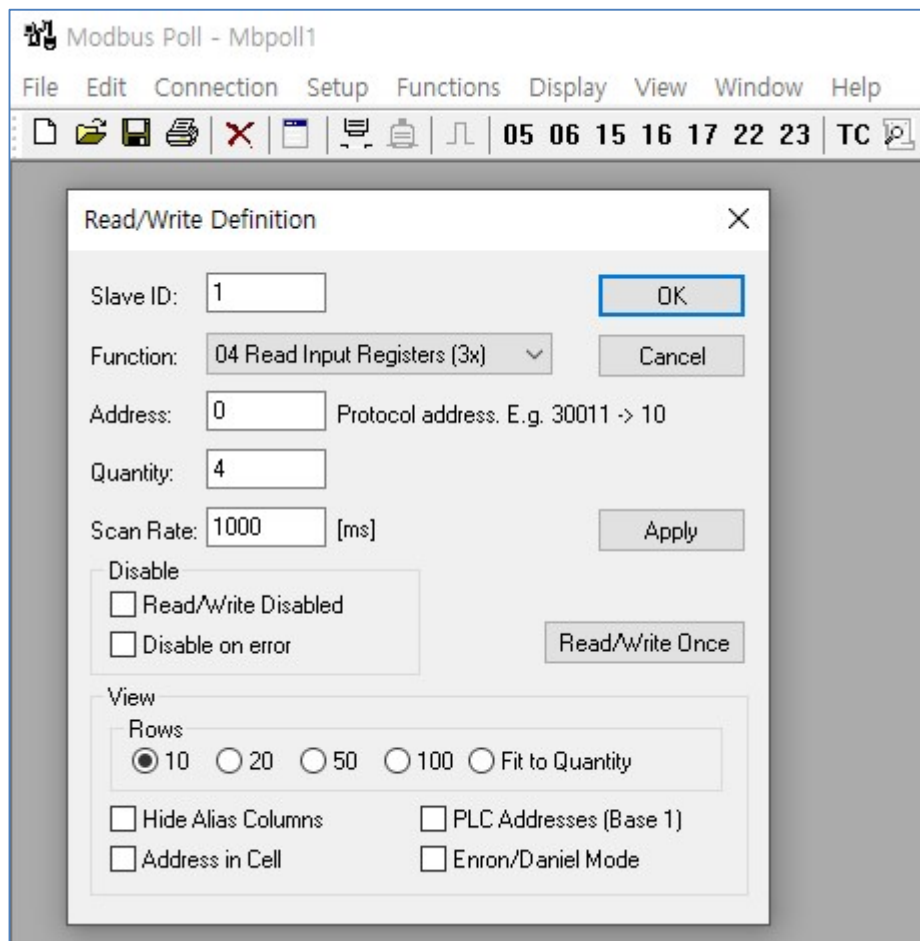 Modbus Poll - Mbpoll1
File Edit Connection Setup Functions Display View Window Help
05 06 15 16 17 22 23 TC
Read/Write Definition
Slave ID: 1 OK
Function: 04 Read Input Registers (3x) Cancel
Address: 0 Protocol address. E.g. 30011 -> 10
Quantity: 4
Scan Rate: 1000 [ms] Apply
Disable
Read/Write Disabled
Disable on error Read/Write Once
View
Rows
10 20 50 100 Fit to Quantity
Hide Alias Columns PLC Addresses (Base 1)
Address in Cell Enron/Daniel Mode